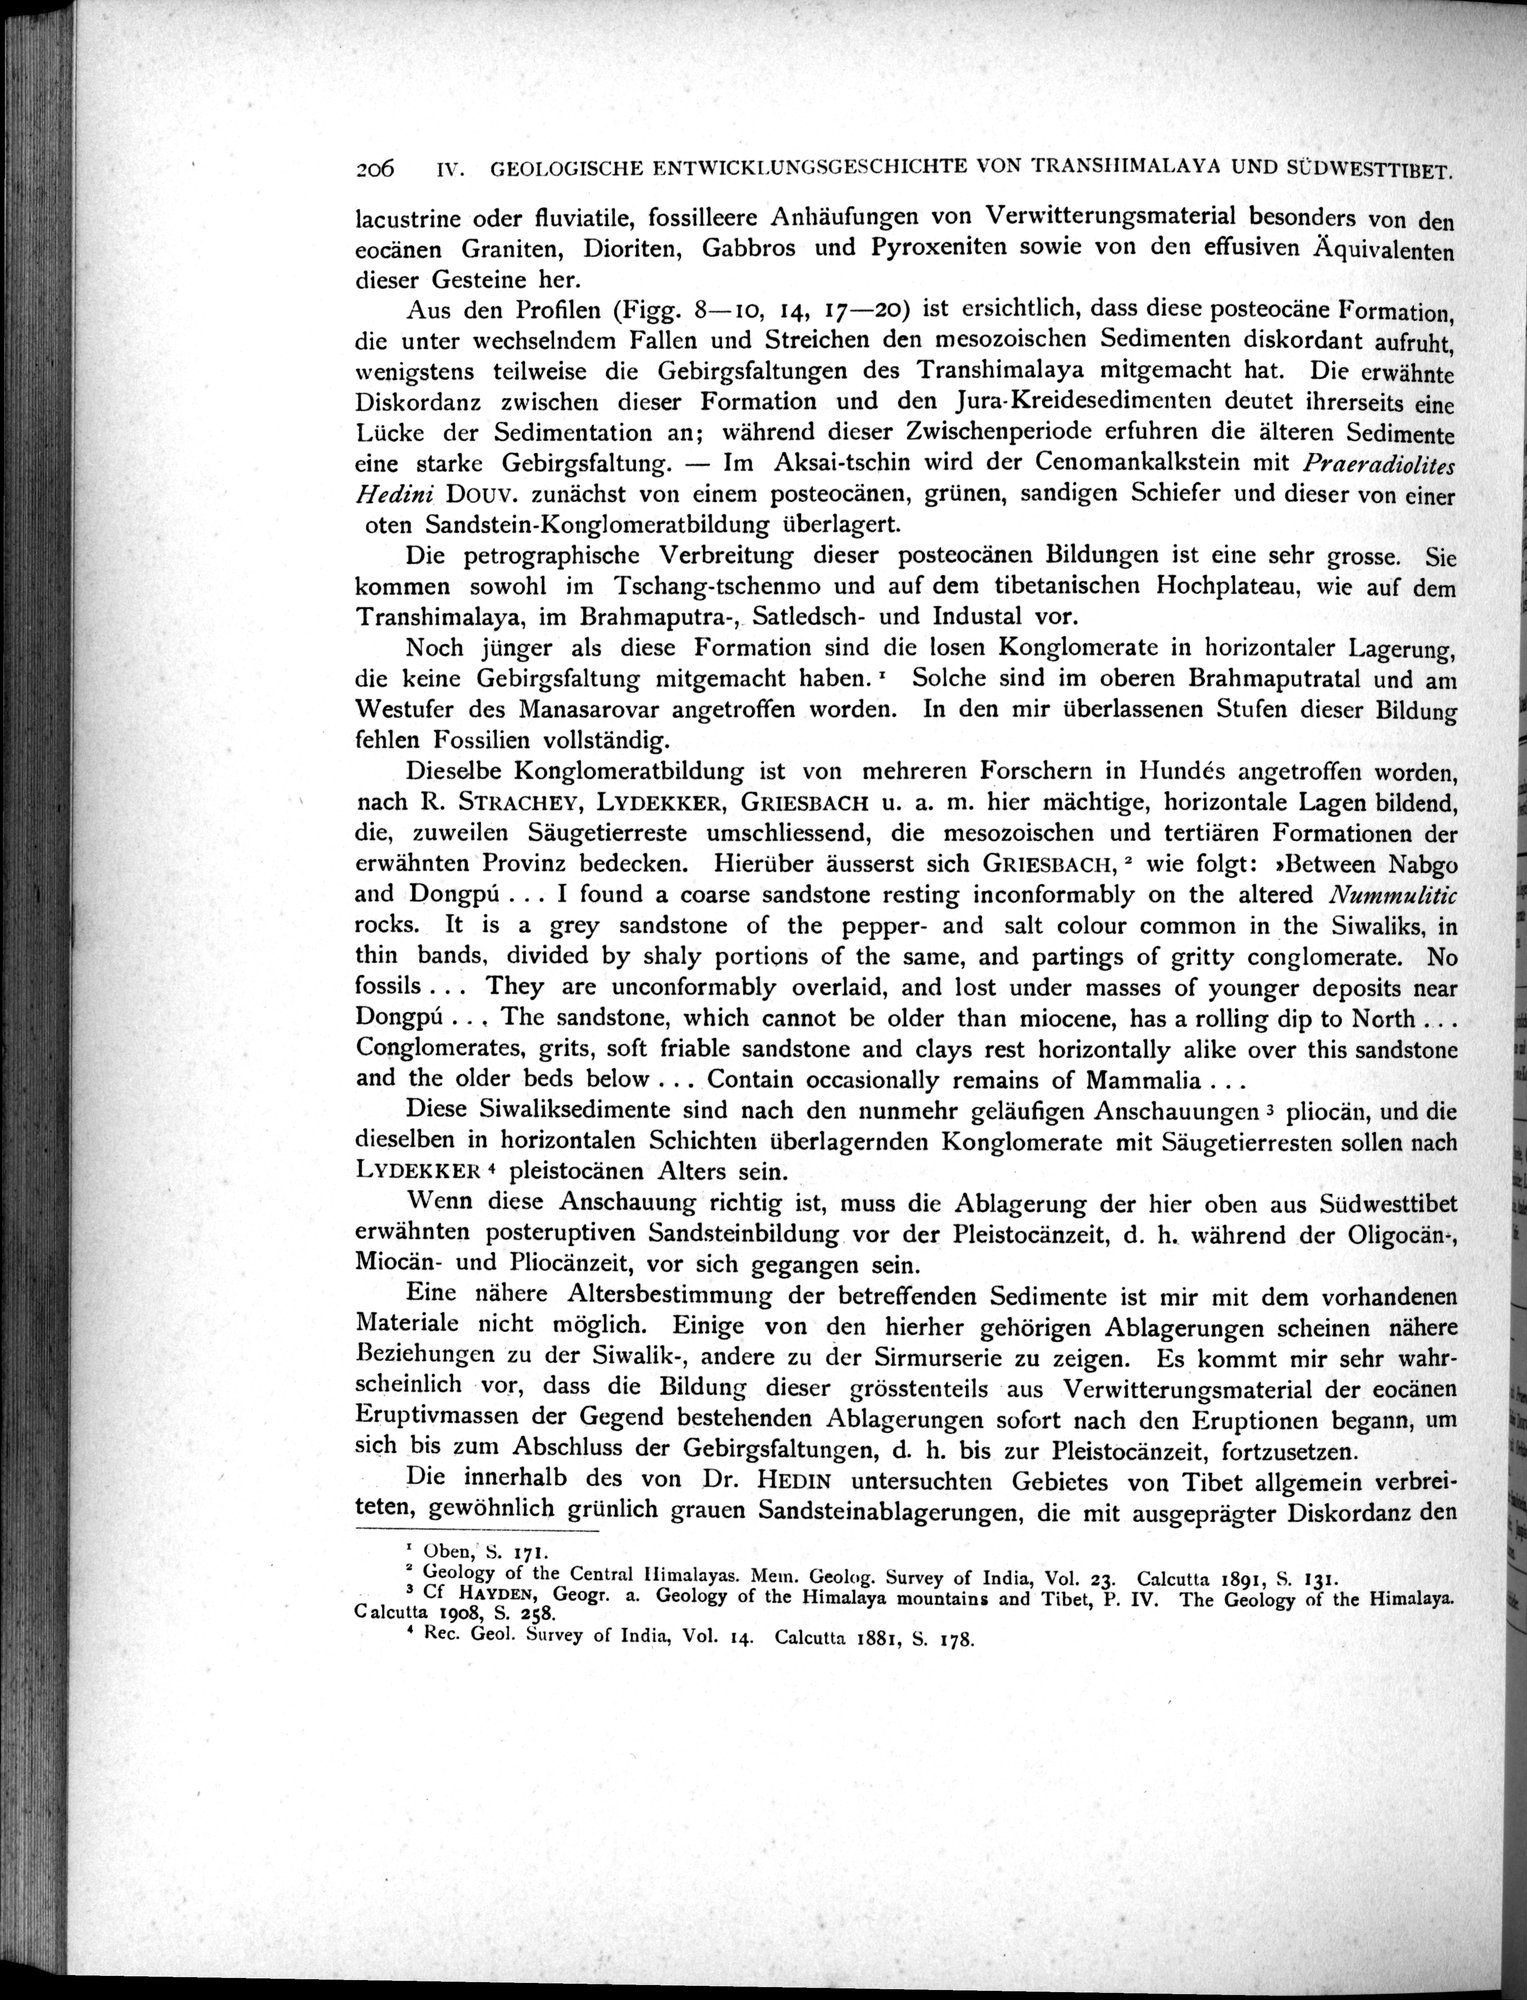 206 IV. GEOLOGISCHE ENTWICKLUNGSGESCHICHTE VON TRANSHIMALAYA UND SÜDWESTTIBET.
lacustrine oder fluviatile, fossilleere Anhäufungen von Verwitterungsmaterial besonders von den
eocänen Graniten, Dioriten, Gabbros und Pyroxeniten sowie von den effusiven Äquivalenten
dieser Gesteine her.
Aus den Profilen (Figg. 8—10, 14, 17—20) ist ersichtlich, dass diese posteocäne Formation,
die unter wechselndem Fallen und Streichen den mesozoischen Sedimenten diskordant aufruht,
wenigstens teilweise die Gebirgsfaltungen des Transhimalaya mitgemacht hat. Die erwähnte
Diskordanz zwischen dieser Formation und den Jura-Kreidesedimenten deutet ihrerseits eine
Lücke der Sedimentation an; während dieser Zwischenperiode erfuhren die älteren Sedimente
eine starke Gebirgsfaltung. — Im Aksai-tschin wird der Cenomankalkstein mit Praeradiolites
Hedini DOUV. zunächst von einem posteocänen, grünen, sandigen Schiefer und dieser von einer
oten Sandstein-Konglomeratbildung überlagert.
Die petrographische Verbreitung dieser posteocänen Bildungen ist eine sehr grosse. Sie
kommen sowohl im Tschang-tschenmo und auf dem tibetanischen Hochplateau, wie auf dem
Transhimalaya, im Brahmaputra-, Satledsch- und Industal vor.
Noch jünger als diese Formation sind die losen Konglomerate in horizontaler Lagerung,
die keine Gebirgsfaltung mitgemacht haben. ¹ Solche sind im oberen Brahmaputratal und am
Westufer des Manasarovar angetroffen worden. In den mir überlassenen Stufen dieser Bildung
fehlen Fossilien vollständig.
Dieselbe Konglomeratbildung ist von mehreren Forschern in Hundés angetroffen worden,
nach R. STRACHEY, LYDEKKER, GRIESBACH u. a. m. hier mächtige, horizontale Lagen bildend,
die, zuweilen Säugetierreste umschliessend, die mesozoischen und tertiären Formationen der
erwähnten Provinz bedecken. Hierüber äusserst sich GRIESBACH, ² wie folgt: »Between Nabgo
and Dongpú . . . I found a coarse sandstone resting inconformably on the altered Nummulitic
rocks. It is a grey sandstone of the pepper- and salt colour common in the Siwaliks, in
thin bands, divided by shaly portions of the same, and partings of gritty conglomerate. No
fossils . . . They are unconformably overlaid, and lost under masses of younger deposits near
Dongpú . . . The sandstone, which cannot be older than miocene, has a rolling dip to North . . .
Conglomerates, grits, soft friable sandstone and clays rest horizontally alike over this sandstone
and the older beds below . . . Contain occasionally remains of Mammalia . . .
Diese Siwaliksedimente sind nach den nunmehr geläufigen Anschauungen ³ pliocän, und die
dieselben in horizontalen Schichten überlagernden Konglomerate mit Säugetierresten sollen nach
LYDEKKER ⁴ pleistocänen Alters sein.
Wenn diese Anschauung richtig ist, muss die Ablagerung der hier oben aus Südwesttibet
erwähnten posteruptiven Sandsteinbildung vor der Pleistocänzeit, d. h. während der Oligocän-,
Miocän- und Pliocänzeit, vor sich gegangen sein.
Eine nähere Altersbestimmung der betreffenden Sedimente ist mir mit dem vorhandenen
Materiale nicht möglich. Einige von den hierher gehörigen Ablagerungen scheinen nähere
Beziehungen zu der Siwalik-, andere zu der Sirmurserie zu zeigen. Es kommt mir sehr wahr-
scheinlich vor, dass die Bildung dieser grösstenteils aus Verwitterungsmaterial der eocänen
Eruptivmassen der Gegend bestehenden Ablagerungen sofort nach den Eruptionen begann, um
sich bis zum Abschluss der Gebirgsfaltungen, d. h. bis zur Pleistocänzeit, fortzusetzen.
Die innerhalb des von Dr. HEDIN untersuchten Gebietes von Tibet allgemein verbrei-
teten, gewöhnlich grünlich grauen Sandsteinablagerungen, die mit ausgeprägter Diskordanz den
¹ Oben, S. 171.
² Geology of the Central Himalayas. Mem. Geolog. Survey of India, Vol. 23. Calcutta 1891, S. 131.
³ Cf HAYDEN, Geogr. a. Geology of the Himalaya mountains and Tibet, P. IV. The Geology of the Himalaya.
Calcutta 1908, S. 258.
⁴ Rec. Geol. Survey of India, Vol. 14. Calcutta 1881, S. 178.